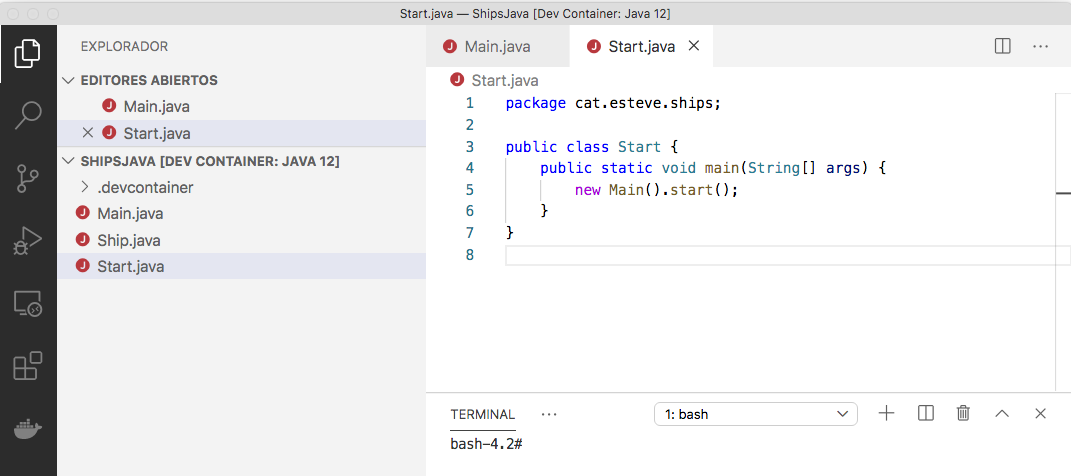 Start.java — ShipsJava [Dev Container: Java 12]
EXPLORADOR
EDITORES ABIERTOS
J Main.java
J Start.java
SHIPSJAVA [DEV CONTAINER: JAVA 12]
.devcontainer
J Main.java
J Ship.java
J Start.java
J Main.java
J Start.java
J Start.java
1 package cat.esteve.ships;
2
3 public class Start {
4 public static void main(String[] args) {
5 new Main().start();
6 }
7 }
8
TERMINAL
1: bash
bash-4.2#